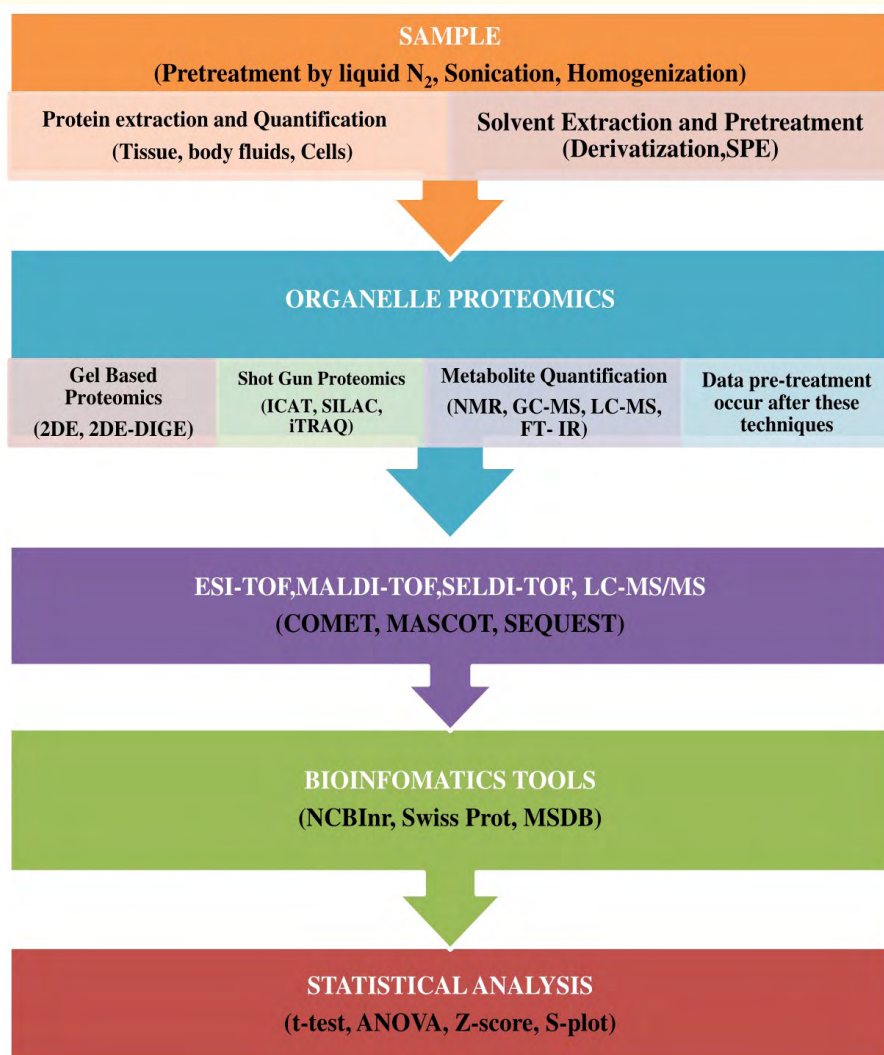 SAMPLE
(Pretreatment by liquid N₂, Sonication, Homogenization)
Protein extraction and Quantification
(Tissue, body fluids, Cells)
Solvent Extraction and Pretreatment
(Derivatization,SPE)
ORGANELLE PROTEOMICS
Gel Based
Proteomics
(2DE, 2DE-DIGE)
Shot Gun Proteomics
(ICAT, SILAC,
iTRAQ)
Metabolite Quantification
(NMR, GC-MS, LC-MS,
FT- IR)
Data pre-treatment
occur after these
techniques
ESI-TOF,MALDI-TOF,SELDI-TOF, LC-MS/MS
(COMET, MASCOT, SEQUEST)
BIOINFOMATICS TOOLS
(NCBInr, Swiss Prot, MSDB)
STATISTICAL ANALYSIS
(t-test, ANOVA, Z-score, S-plot)